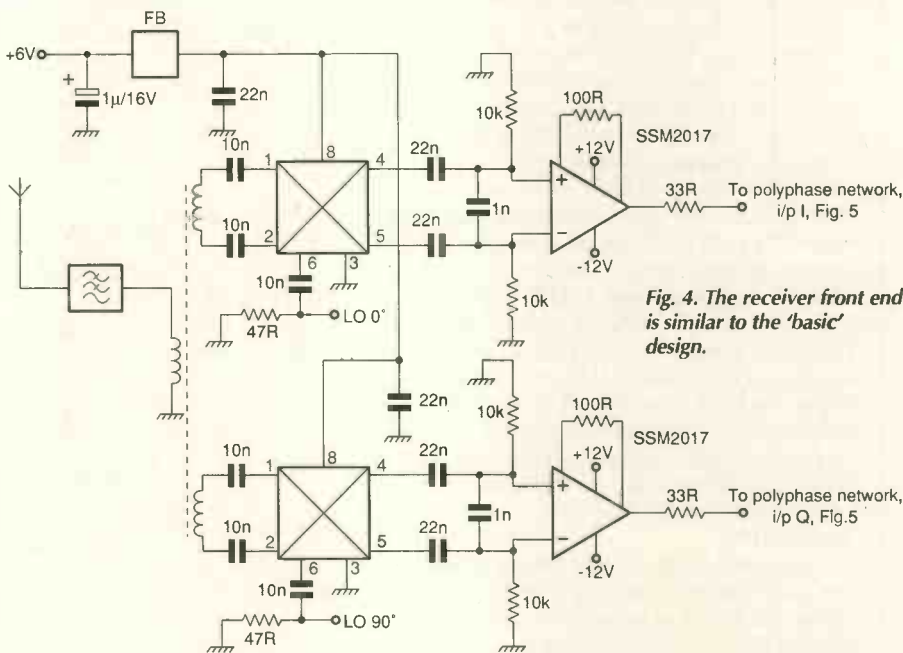 FB
+6V
+
1µ/16V
22n
10n
1
8
4
22n
10k
100R
SSM2017
+12V
+
33R
To polyphase network,
i/p I, Fig. 5
1n
10n
2
5
22n
−
-12V
6
3
10n
10k
47R
LO 0°
Fig. 4. The receiver front end
is similar to the 'basic'
design.
22n
10n
1
8
4
22n
10k
100R
SSM2017
+12V
+
33R
To polyphase network,
i/p Q, Fig.5
1n
10n
2
5
22n
−
-12V
6
3
10n
10k
47R
LO 90°